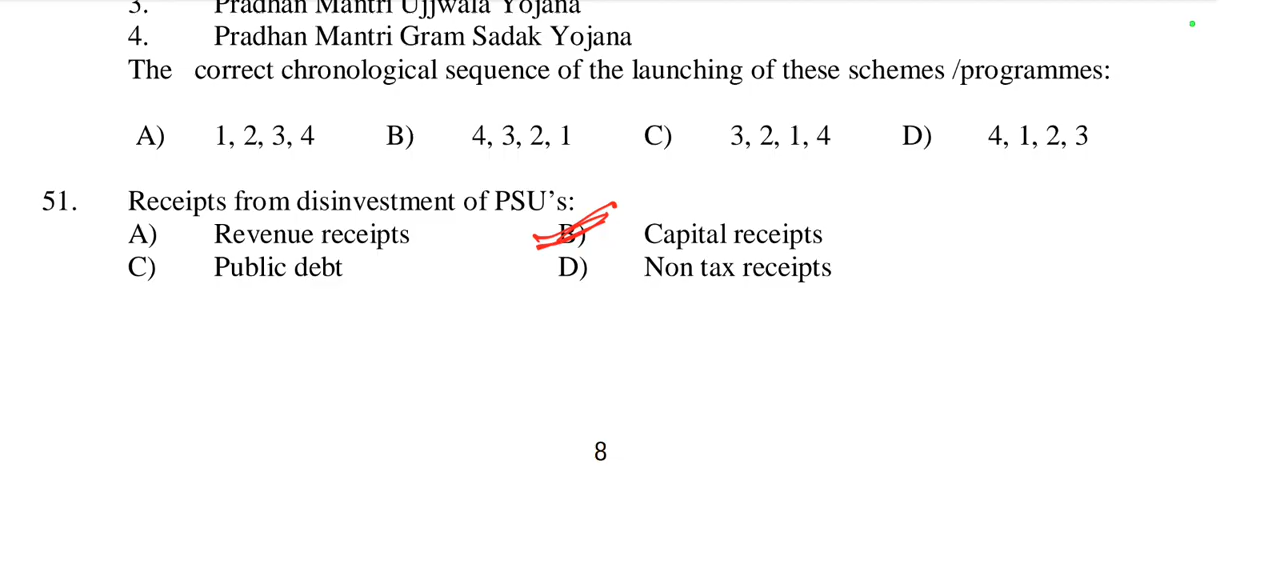 3. Pradhan Mantri Ujjwala Yojana
4. Pradhan Mantri Gram Sadak Yojana
The correct chronological sequence of the launching of these schemes /programmes:
A) 1, 2, 3, 4 B) 4, 3, 2, 1 C) 3, 2, 1, 4 D) 4, 1, 2, 3
51. Receipts from disinvestment of PSU’s:
A) Revenue receipts B) Capital receipts
C) Public debt D) Non tax receipts
8